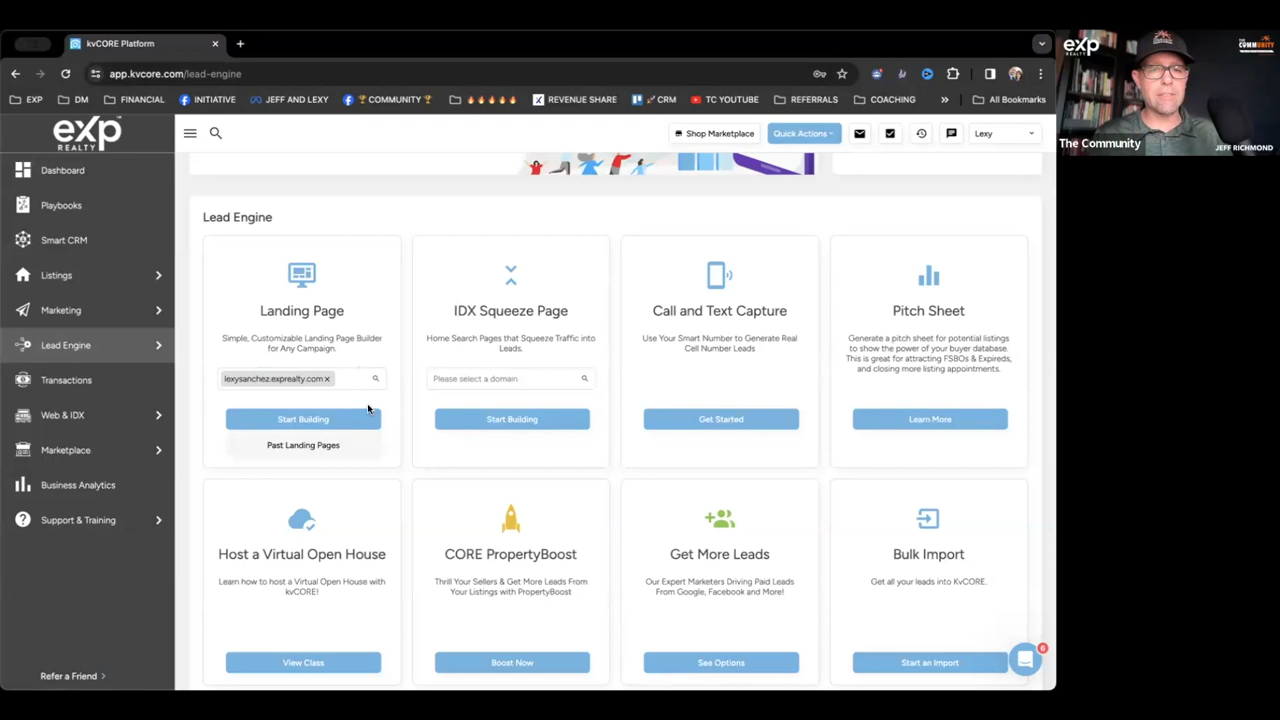 kvCORE Platform
app.kvcore.com/lead-engine
EXP
DM
FINANCIAL
INITIATIVE
JEFF AND LEXY
COMMUNITY
REVENUE SHARE
CRM
TC YOUTUBE
REFERRALS
COACHING
All Bookmarks
exp REALTY
THE COMMUNITY
The Community
JEFF RICHMOND
exp
REALTY
Shop Marketplace
Quick Actions
Lexy
Dashboard
Playbooks
Smart CRM
Listings
Marketing
Lead Engine
Transactions
Web & IDX
Marketplace
Business Analytics
Support & Training
Refer a Friend
Lead Engine
Landing Page
Simple, Customizable Landing Page Builder
for Any Campaign.
lexysanchez.exprealty.com
Start Building
Past Landing Pages
IDX Squeeze Page
Home Search Pages that Squeeze Traffic into
Leads.
Please select a domain
Start Building
Call and Text Capture
Use Your Smart Number to Generate Real
Cell Number Leads
Get Started
Pitch Sheet
Generate a pitch sheet for potential listings
to show the power of your buyer database.
This is great for attracting FSBOs & Expireds,
and closing more listing appointments.
Learn More
Host a Virtual Open House
Learn how to host a Virtual Open House with
kvCORE!
View Class
CORE PropertyBoost
Thrill Your Sellers & Get More Leads From
Your Listings with PropertyBoost
Boost Now
Get More Leads
Our Expert Marketers Driving Paid Leads
From Google, Facebook and More!
See Options
Bulk Import
Get all your leads into KvCORE.
Start an Import
6